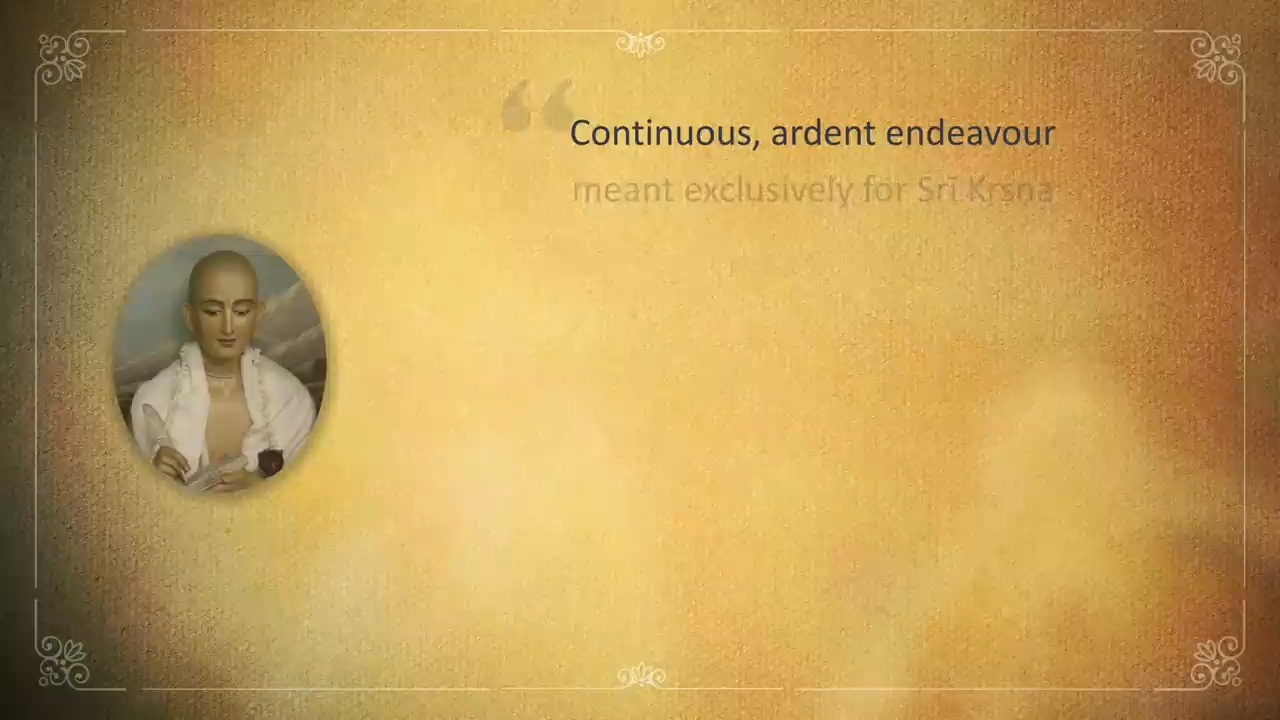 “Continuous, ardent endeavour
meant exclusively for Śrī Kṛṣṇa